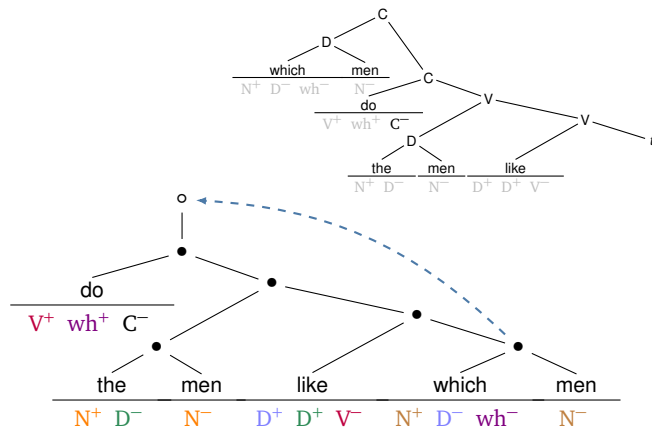 C
D
which men
N⁺ D⁻ wh⁻ N⁻
C
do
V⁺ wh⁺ C⁻
V
V
D
the men like
N⁺ D⁻ N⁻ D⁺ D⁺ V⁻
do
V⁺ wh⁺ C⁻
the men like which men
N⁺ D⁻ N⁻ D⁺ D⁺ V⁻ N⁺ D⁻ wh⁻ N⁻